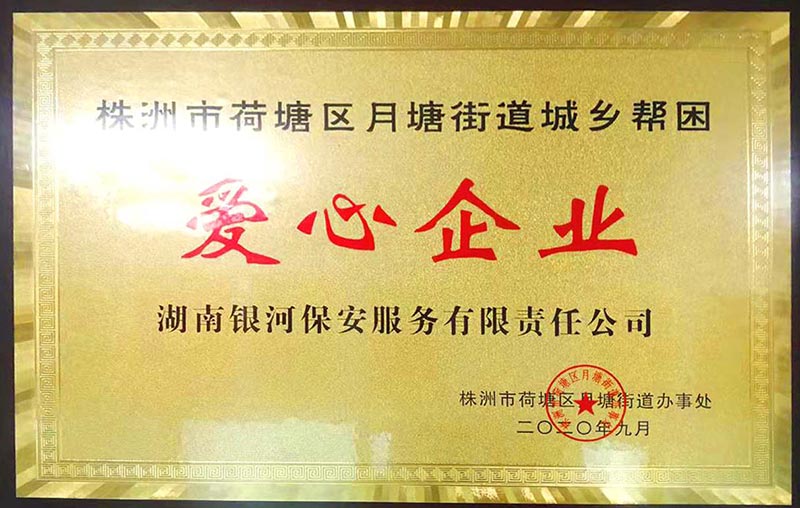 株洲市荷塘区月塘街道城乡帮困
爱心企业
湖南银河保安服务有限责任公司
株洲市荷塘区月塘街道办事处
二〇二〇年九月